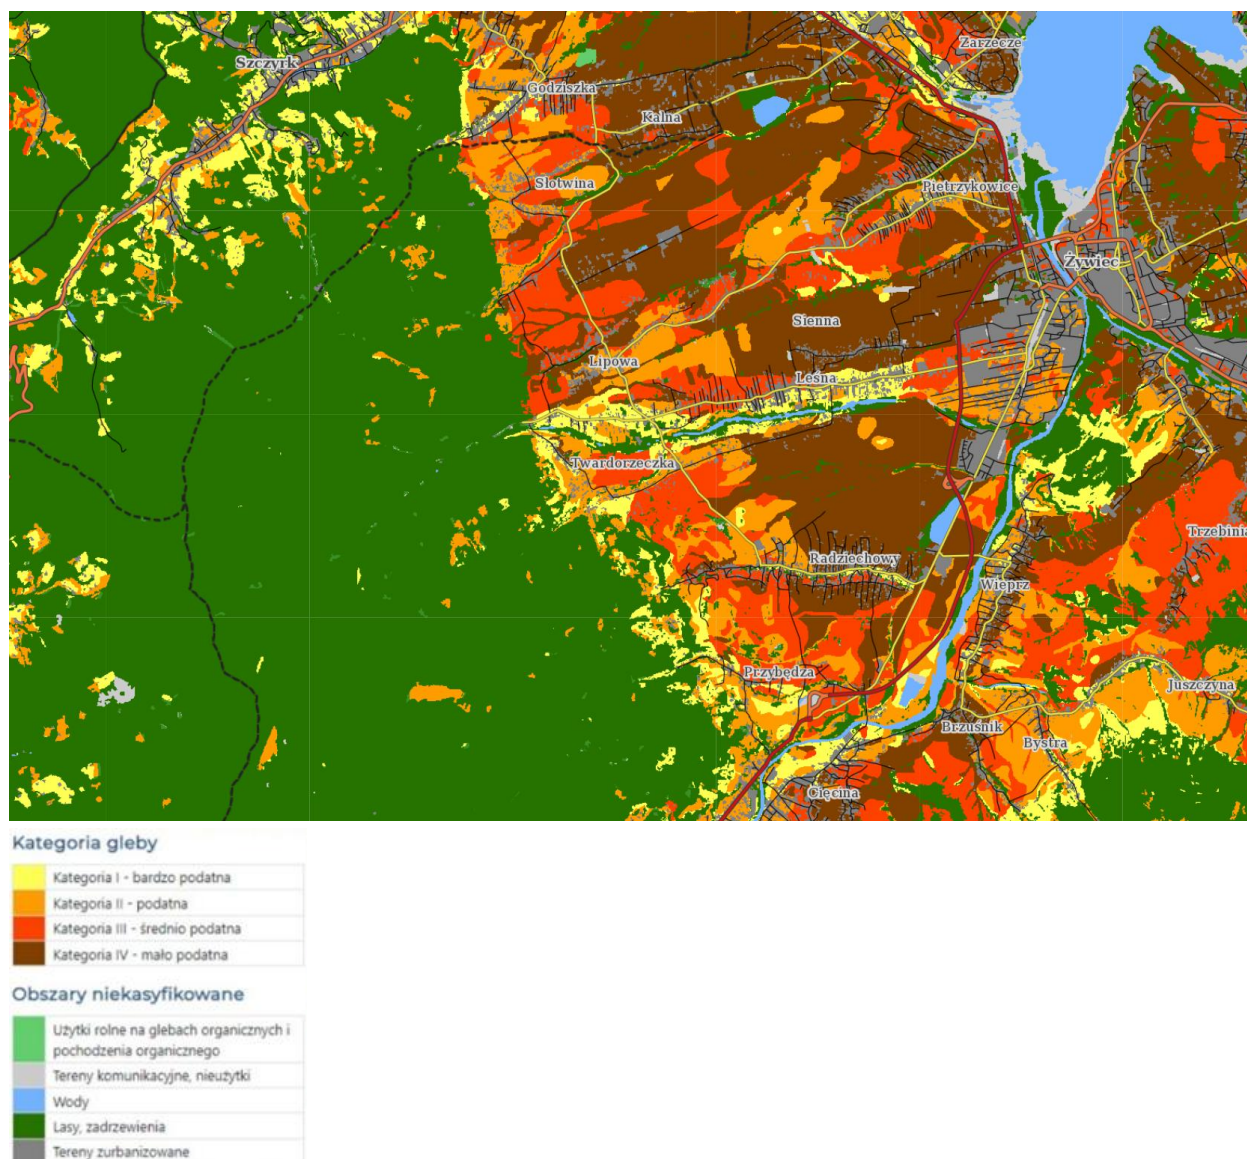 Szczyrk
Zarzecze
Godziszka
Kalna
Słotwina
Pietrzykowice
Żywiec
Sienna
Lipowa
Leśna
Twardorzeczka
Trzebinia
Radziechowy
Wieprz
Przybędza
Juszczyna
Brzuśnik
Bystra
Cięcina
Kategoria gleby
Kategoria I - bardzo podatna
Kategoria II - podatna
Kategoria III - średnio podatna
Kategoria IV - mało podatna
Obszary niekasyfikowane
Użytki rolne na glebach organicznych i
pochodzenia organicznego
Tereny komunikacyjne, nieużytki
Wody
Lasy, zadrzewienia
Tereny zurbanizowane